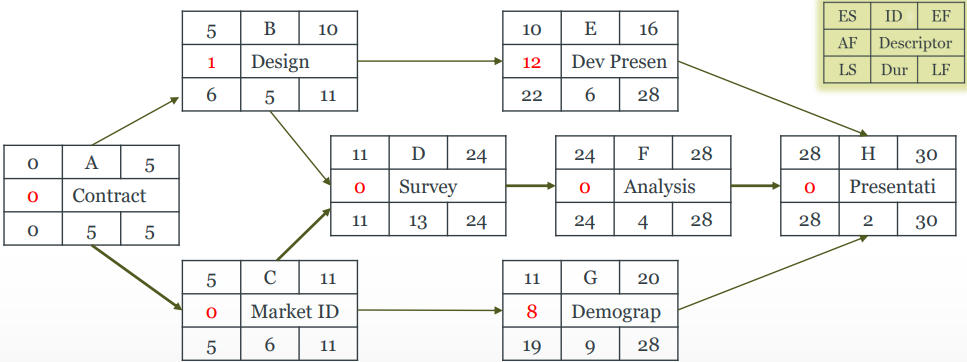 5 B 10
1 Design
6 5 11
10 E 16
12 Dev Presen
22 6 28
ES ID EF
AF Descriptor
LS Dur LF
0 A 5
0 Contract
0 5 5
11 D 24
0 Survey
11 13 24
24 F 28
0 Analysis
24 4 28
28 H 30
0 Presentati
28 2 30
5 C 11
0 Market ID
5 6 11
11 G 20
8 Demograp
19 9 28